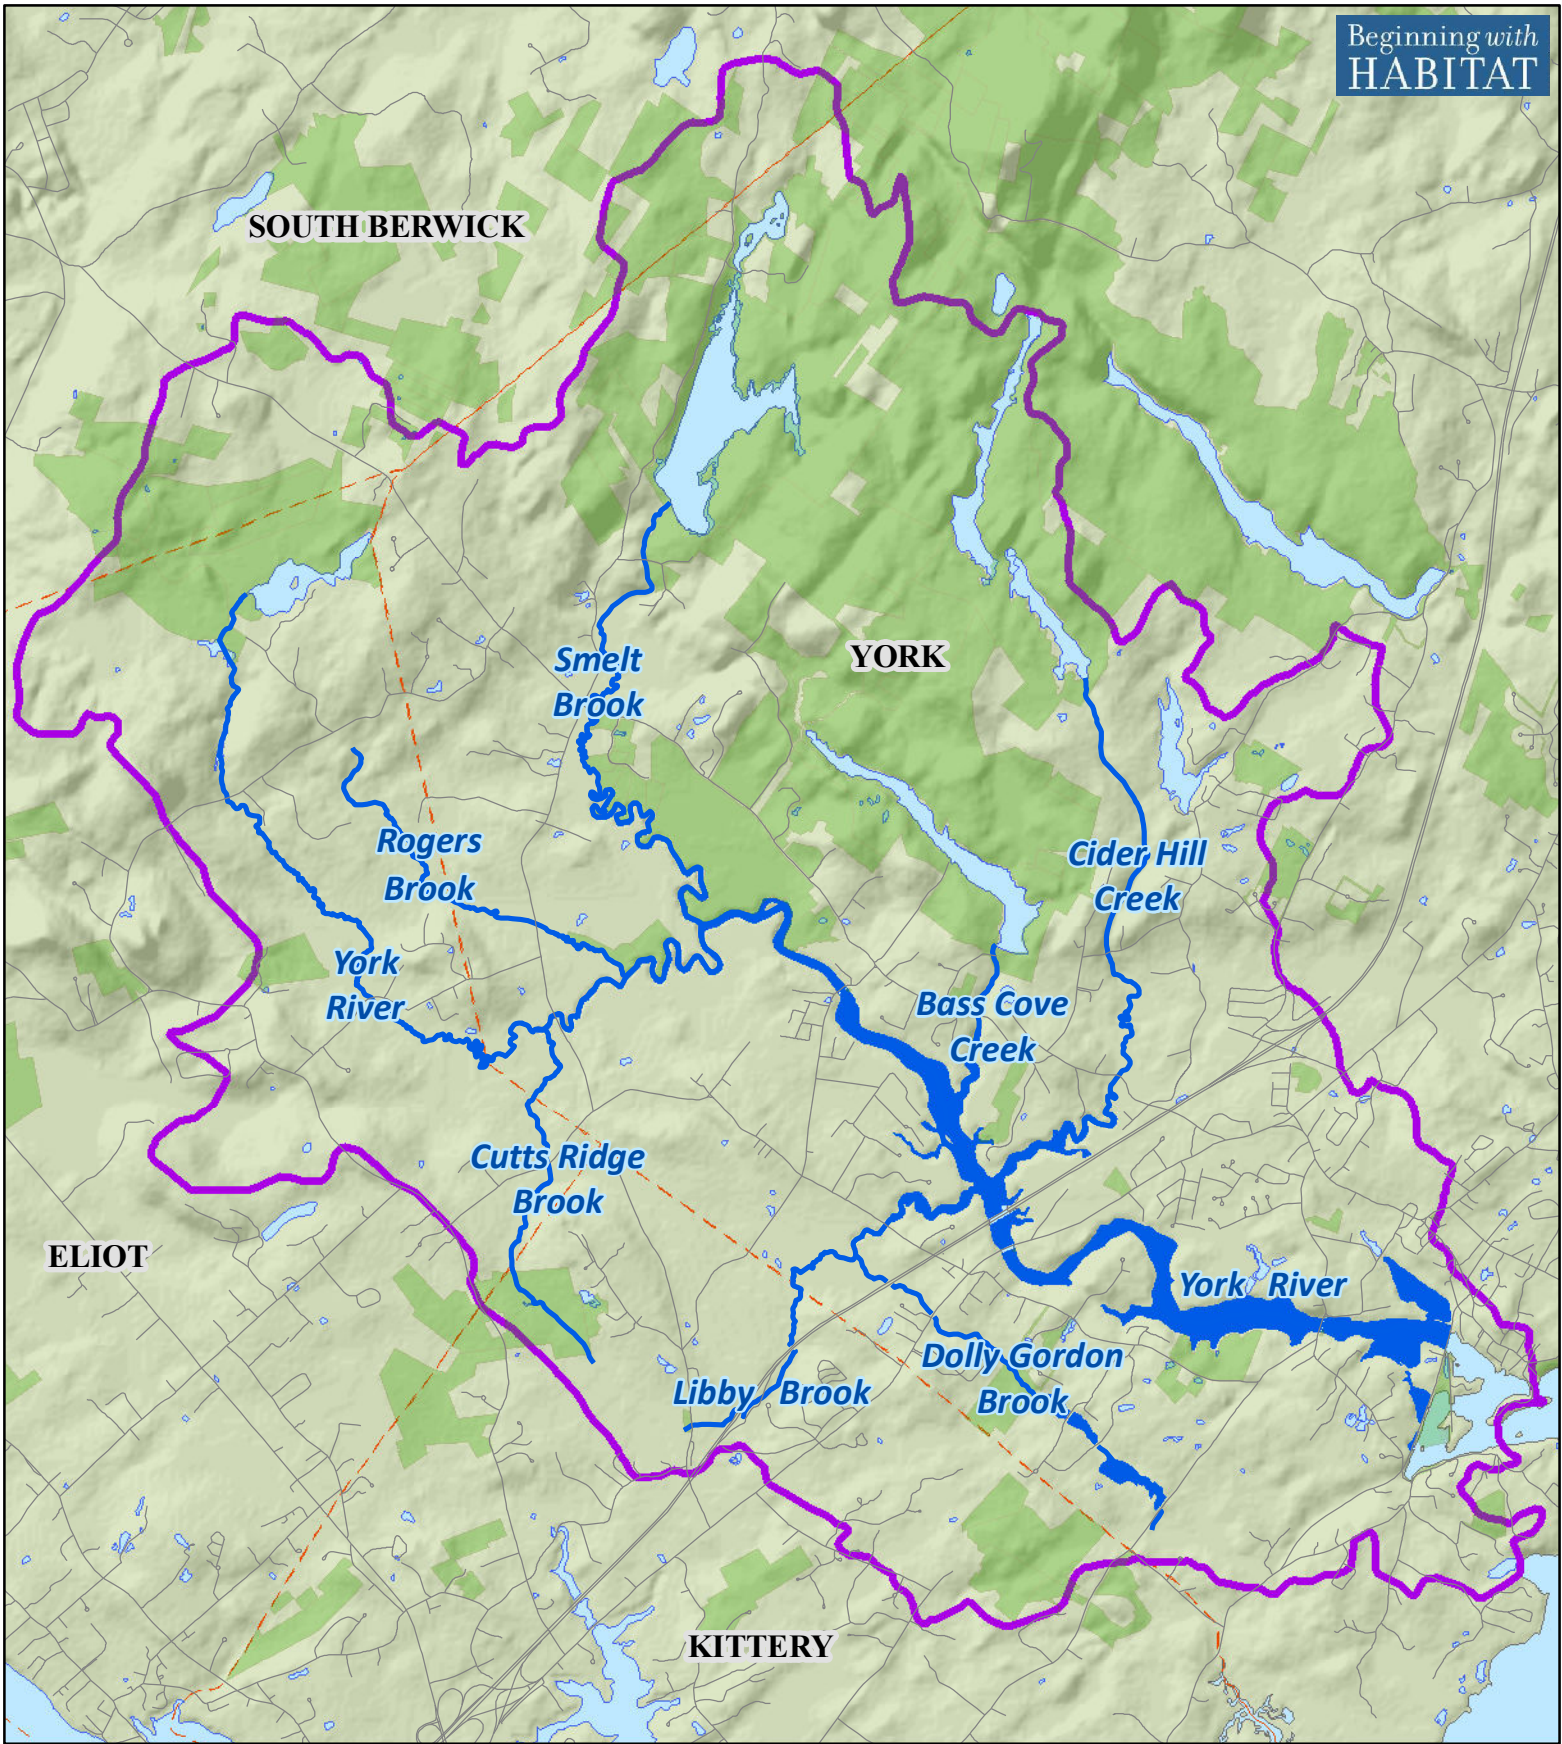 Beginning with
HABITAT
SOUTH BERWICK
Smelt
Brook
YORK
Rogers
Brook
Cider Hill
Creek
York
River
Bass Cove
Creek
Cutts Ridge
Brook
ELIOT
York River
Dolly Gordon
Brook
Libby Brook
KITTERY